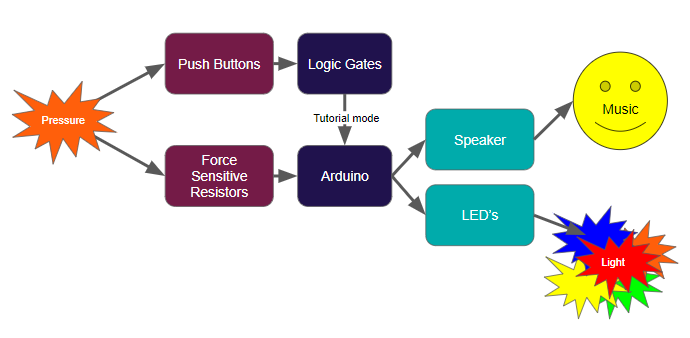 Push Buttons
Logic Gates
Music
Pressure
Tutorial mode
Speaker
Force
Sensitive
Resistors
Arduino
LED's
Light